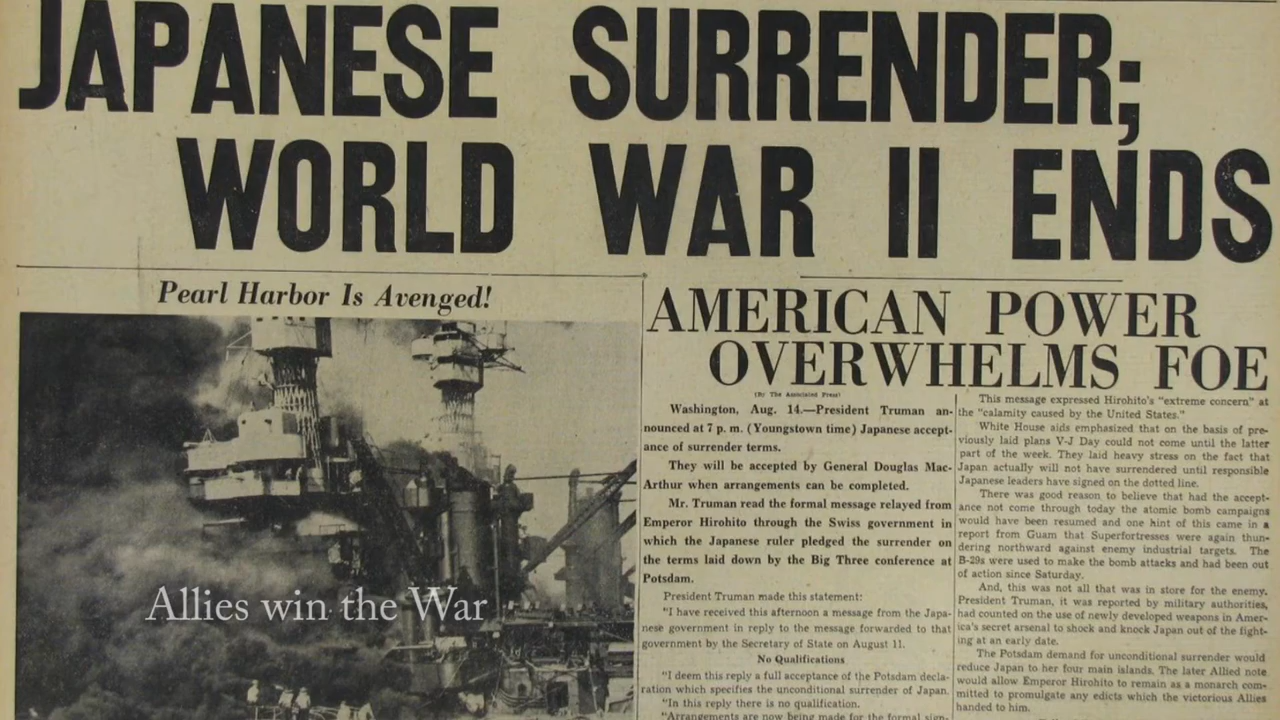 JAPANESE SURRENDER;
WORLD WAR II ENDS
Pearl Harbor Is Avenged!
Allies win the War
AMERICAN POWER
OVERWHELMS FOE
(By The Associated Press)
Washington, Aug. 14.—President Truman an-
nounced at 7 p. m. (Youngstown time) Japanese accept-
ance of surrender terms.
They will be accepted by General Douglas Mac-
Arthur when arrangements can be completed.
Mr. Truman read the formal message relayed from
Emperor Hirohito through the Swiss government in
which the Japanese ruler pledged the surrender on
the terms laid down by the Big Three conference at
Potsdam.
President Truman made this statement:
"I have received this afternoon a message from the Japa-
nese government in reply to the message forwarded to that
government by the Secretary of State on August 11.
No Qualifications
"I deem this reply a full acceptance of the Potsdam decla-
ration which specifies the unconditional surrender of Japan.
"In this reply there is no qualification.
"Arrangements are now being made for the formal sign-
This message expressed Hirohito's "extreme concern" at
the "calamity caused by the United States."
White House aids emphasized that on the basis of pre-
viously laid plans V-J Day could not come until the latter
part of the week. They laid heavy stress on the fact that
Japan actually will not have surrendered until responsible
Japanese leaders have signed on the dotted line.
There was good reason to believe that had the accept-
ance not come through today the atomic bomb campaigns
would have been resumed and one hint of this came in a
report from Guam that Superfortresses were again thun-
dering northward against enemy industrial targets. The
B-29s were used to make the bomb attacks and had been out
of action since Saturday.
And, this was not all that was in store for the enemy.
President Truman, it was reported by military authorities,
had counted on the use of newly developed weapons in Amer-
ica's secret arsenal to shock and knock Japan out of the fight-
ing at an early date.
The Potsdam demand for unconditional surrender would
reduce Japan to her four main islands. The later Allied note
would allow Emperor Hirohito to remain as a monarch com-
mitted to promulgate any edicts which the victorious Allies
handed to him.